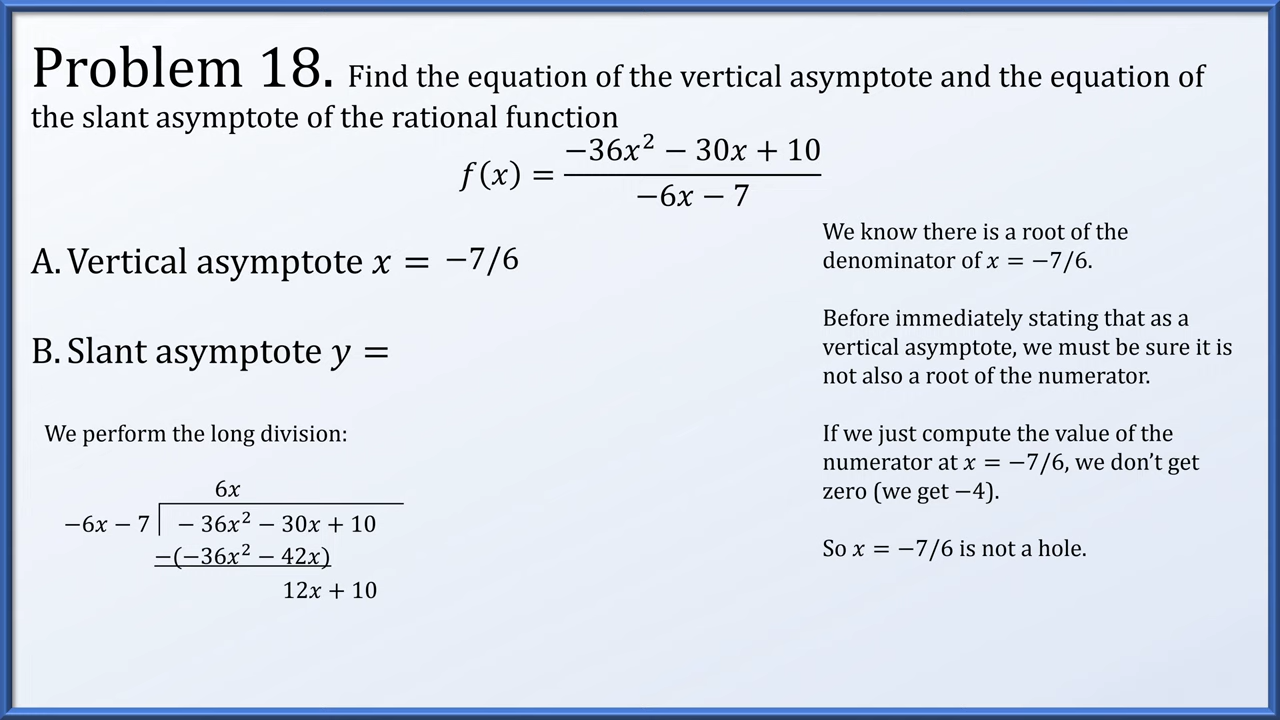 Problem 18. Find the equation of the vertical asymptote and the equation of
the slant asymptote of the rational function
f(x) = (−36x² − 30x + 10)/(−6x − 7)
A. Vertical asymptote x = −7/6
B. Slant asymptote y =
We perform the long division:
6x
−6x − 7 | − 36x² − 30x + 10
−(−36x² − 42x)
12x + 10
We know there is a root of the
denominator of x = −7/6.
Before immediately stating that as a
vertical asymptote, we must be sure it is
not also a root of the numerator.
If we just compute the value of the
numerator at x = −7/6, we don’t get
zero (we get −4).
So x = −7/6 is not a hole.